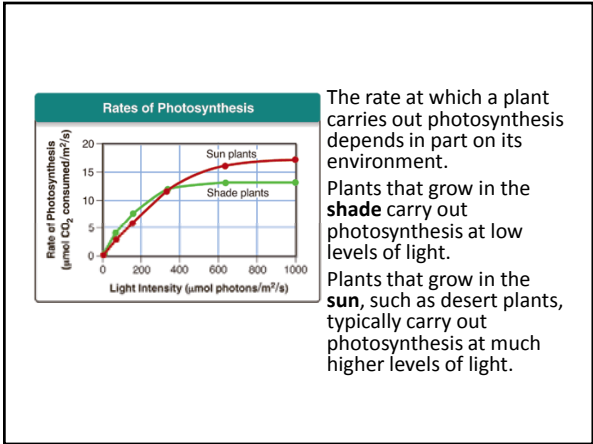 Rates of Photosynthesis
Rate of Photosynthesis
(μmol CO2 consumed/m²/s)
20
15
10
5
0
Sun plants
Shade plants
0 200 400 600 800 1000
Light Intensity (μmol photons/m²/s)
The rate at which a plant
carries out photosynthesis
depends in part on its
environment.
Plants that grow in the
shade carry out
photosynthesis at low
levels of light.
Plants that grow in the
sun, such as desert plants,
typically carry out
photosynthesis at much
higher levels of light.